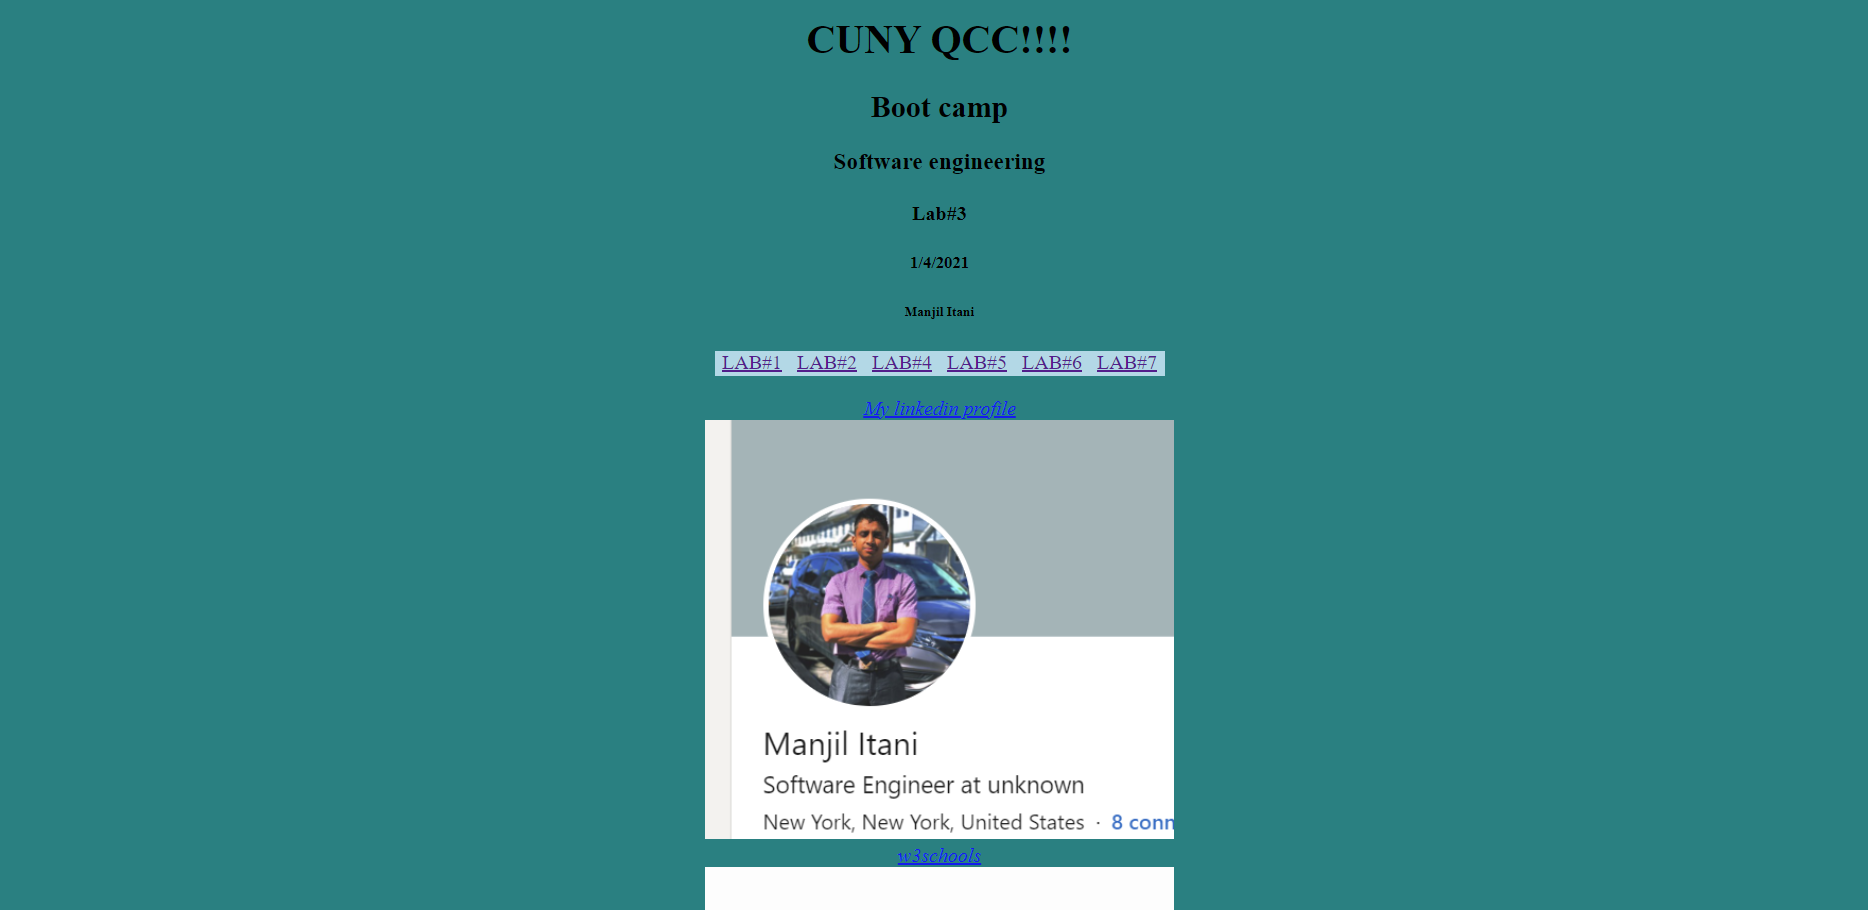 CUNY QCC!!!!
Boot camp
Software engineering
Lab#3
1/4/2021
Manjil Itani
LAB#1 LAB#2 LAB#4 LAB#5 LAB#6 LAB#7
My linkedin profile
Manjil Itani
Software Engineer at unknown
New York, New York, United States · 8 conn
w3schools